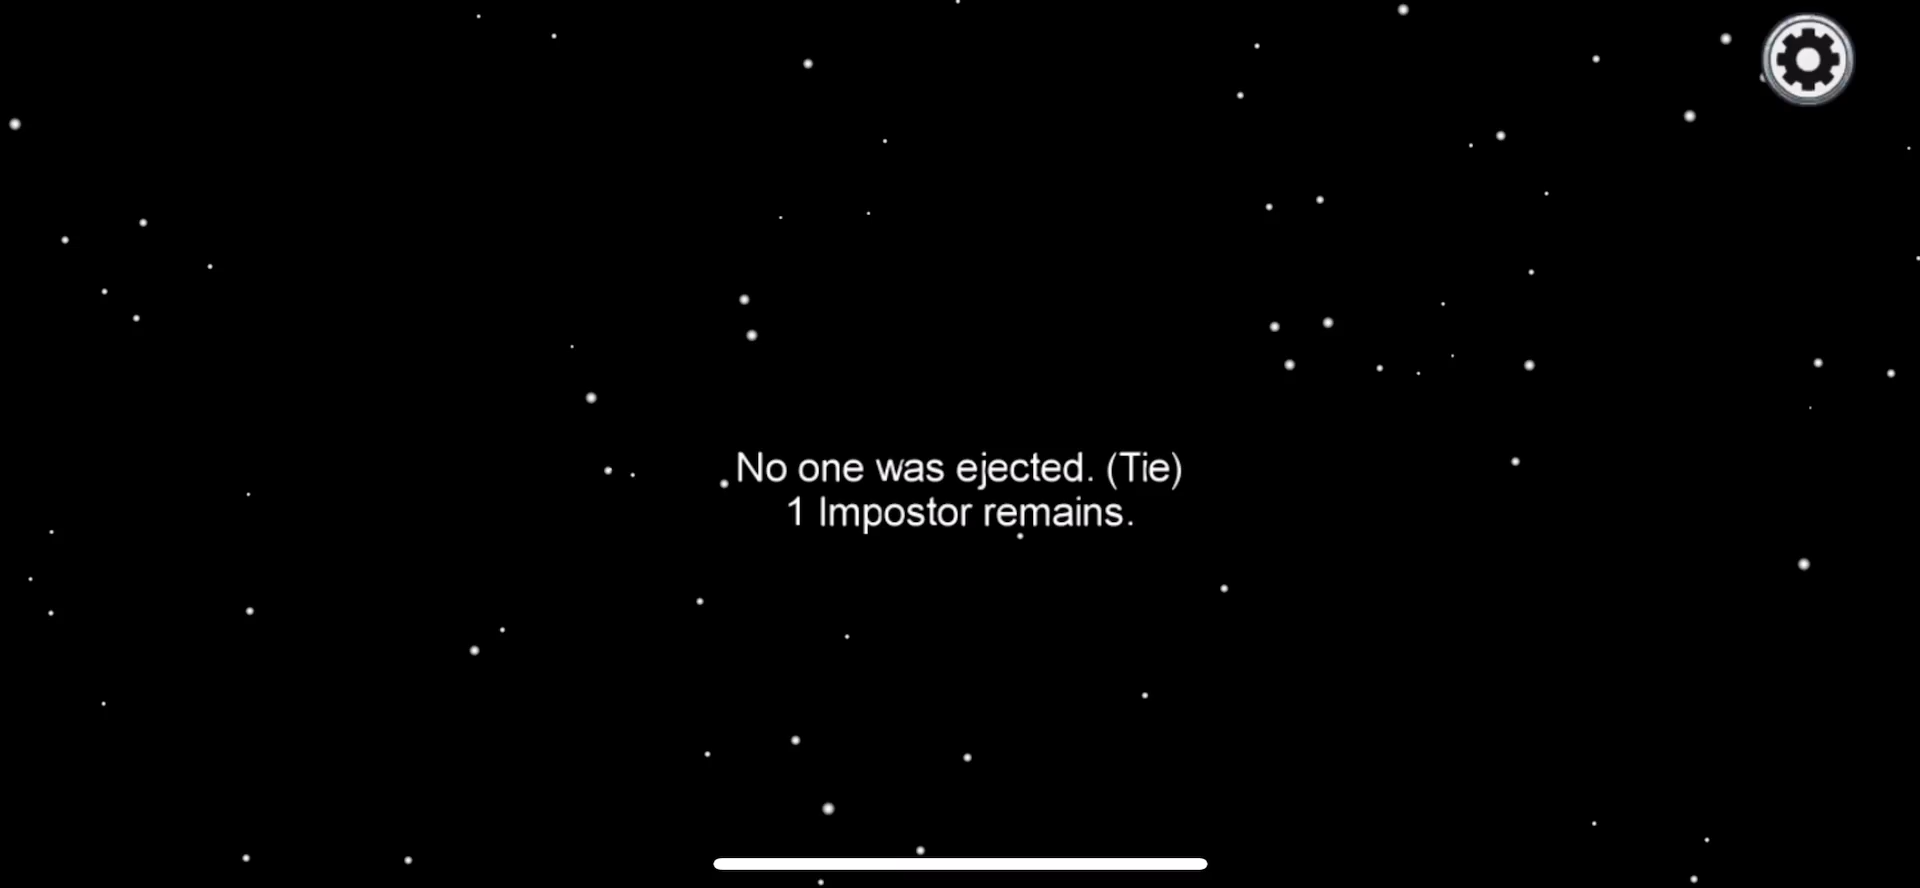 No one was ejected. (Tie)
1 Impostor remains.